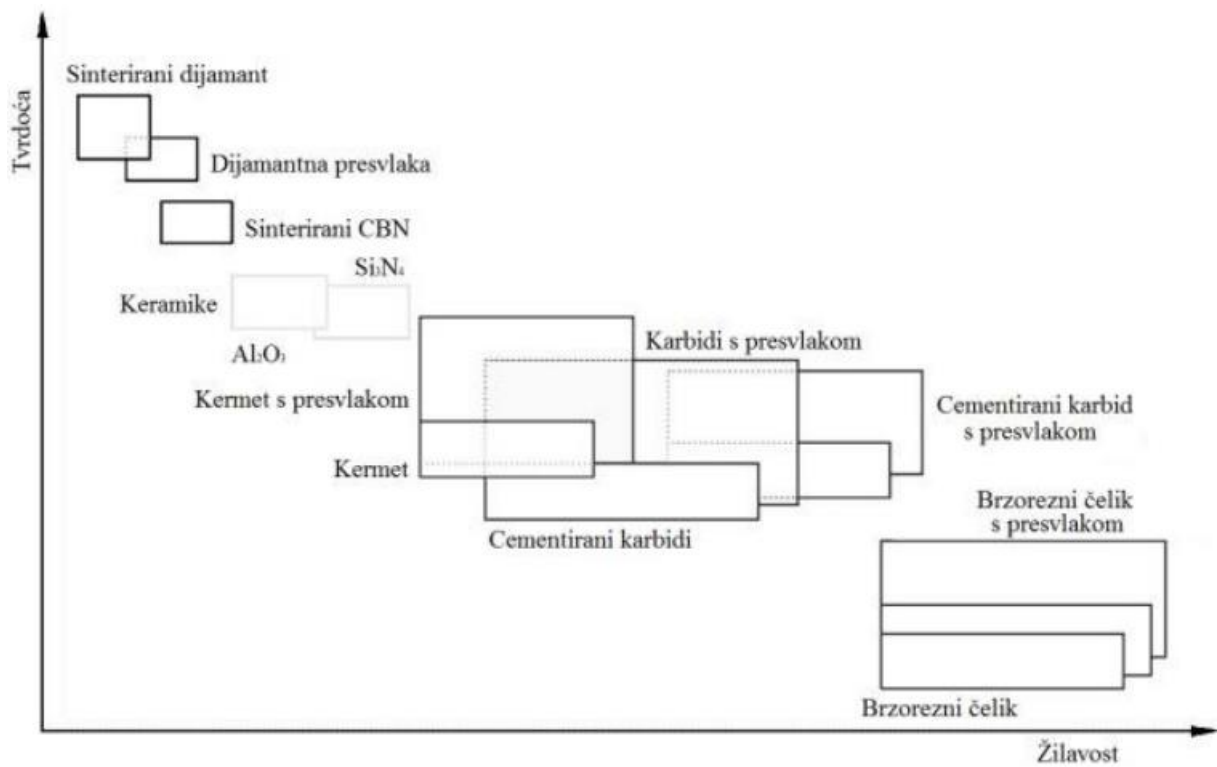 Tvrdoća
Sinterirani dijamant
Dijamantna presvlaka
Sinterirani CBN
Si₃N₄
Keramike
Al₂O₃
Karbidi s presvlakom
Kermet s presvlakom
Cementirani karbid
s presvlakom
Kermet
Brzorezni čelik
s presvlakom
Cementirani karbidi
Brzorezni čelik
Žilavost